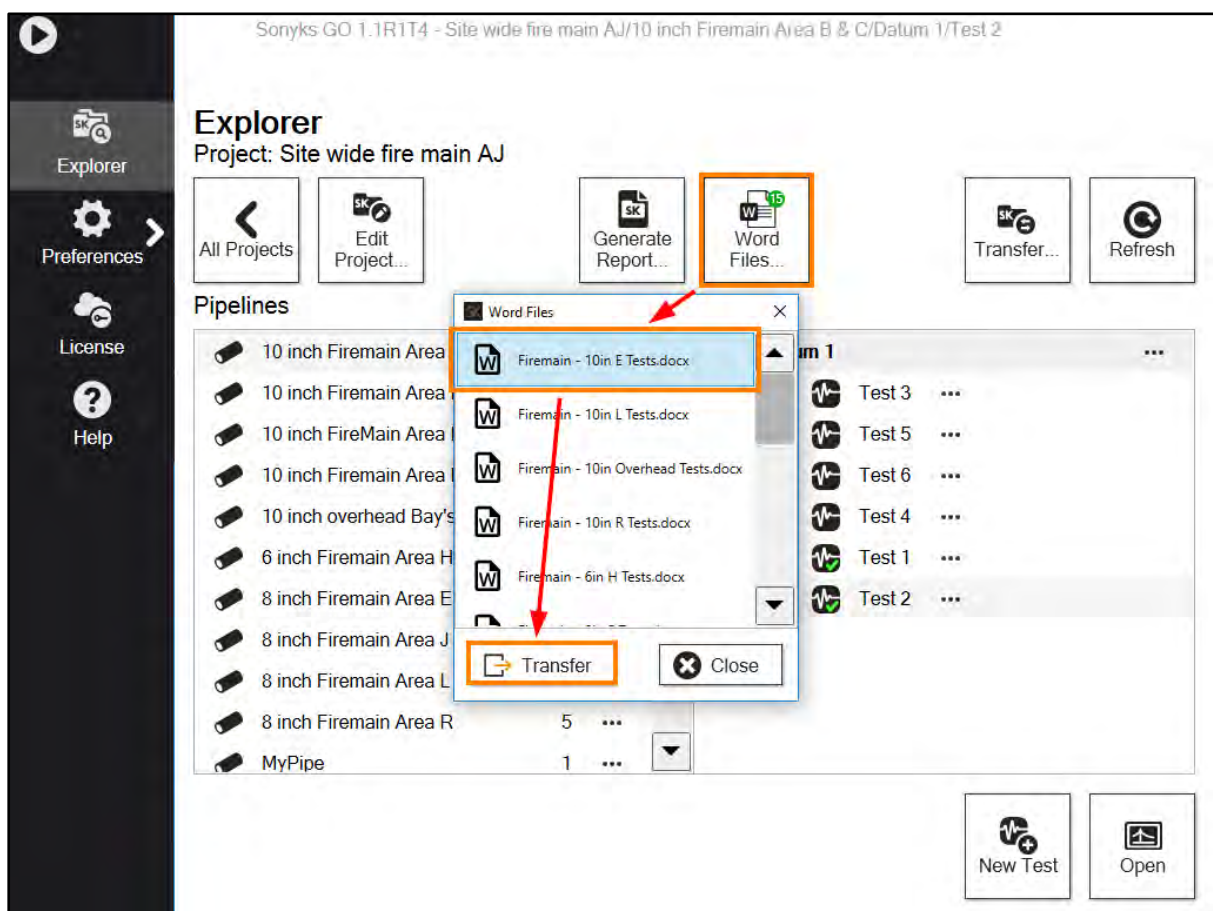 Sonyks GO 1.1R1T4 - Site wide fire main AJ/10 inch Firemain Area B & C/Datum 1/Test 2
Explorer
Preferences
License
Help
Explorer
Project: Site wide fire main AJ
All Projects
SK
Edit
Project...
SK
Generate
Report...
W
15
Word
Files...
SK
Transfer...
Refresh
Pipelines
10 inch Firemain Area
10 inch Firemain Area
10 inch FireMain Area
10 inch Firemain Area
10 inch overhead Bay's
6 inch Firemain Area H
8 inch Firemain Area E
8 inch Firemain Area J
8 inch Firemain Area L
8 inch Firemain Area R 5 ...
MyPipe 1 ...
SK Word Files
W Firemain - 10in E Tests.docx
W Firemain - 10in L Tests.docx
W Firemain - 10in Overhead Tests.docx
W Firemain - 10in R Tests.docx
W Firemain - 6in H Tests.docx
Transfer
Close
um 1 ...
Test 3 ...
Test 5 ...
Test 6 ...
Test 4 ...
Test 1 ...
Test 2 ...
New Test
Open